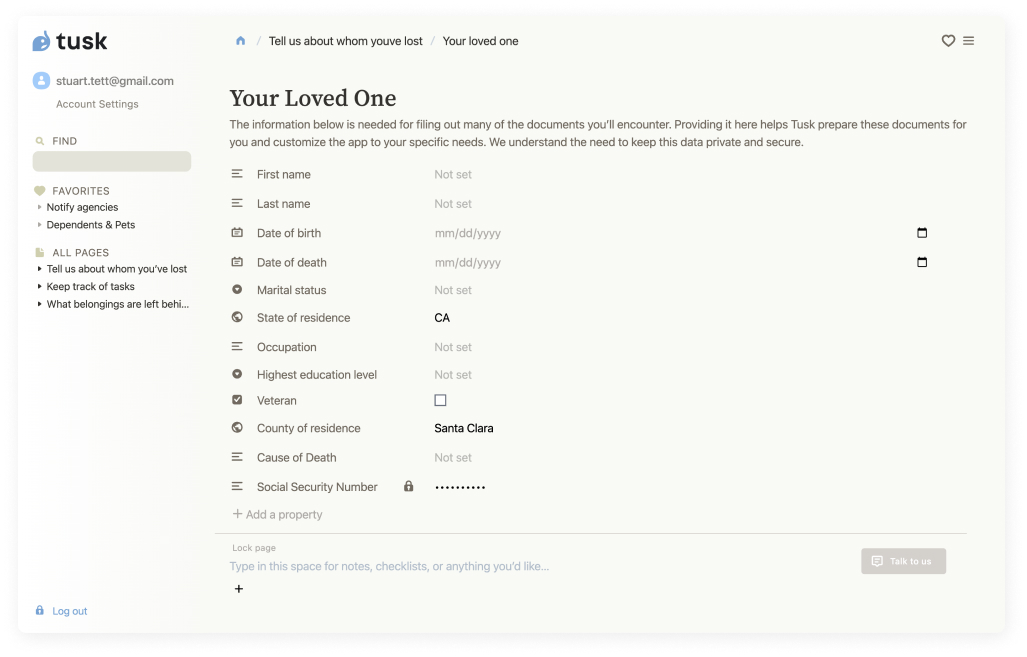 tusk
stuart.tett@gmail.com
Account Settings
FIND
FAVORITES
Notify agencies
Dependents & Pets
ALL PAGES
Tell us about whom you've lost
Keep track of tasks
What belongings are left behi...
Log out
/ Tell us about whom youve lost / Your loved one
Your Loved One
The information below is needed for filing out many of the documents you'll encounter. Providing it here helps Tusk prepare these documents for
you and customize the app to your specific needs. We understand the need to keep this data private and secure.
First name Not set
Last name Not set
Date of birth mm/dd/yyyy
Date of death mm/dd/yyyy
Marital status Not set
State of residence CA
Occupation Not set
Highest education level Not set
Veteran
County of residence Santa Clara
Cause of Death Not set
Social Security Number ••••••••••
+ Add a property
Lock page
Type in this space for notes, checklists, or anything you'd like...
+
Talk to us